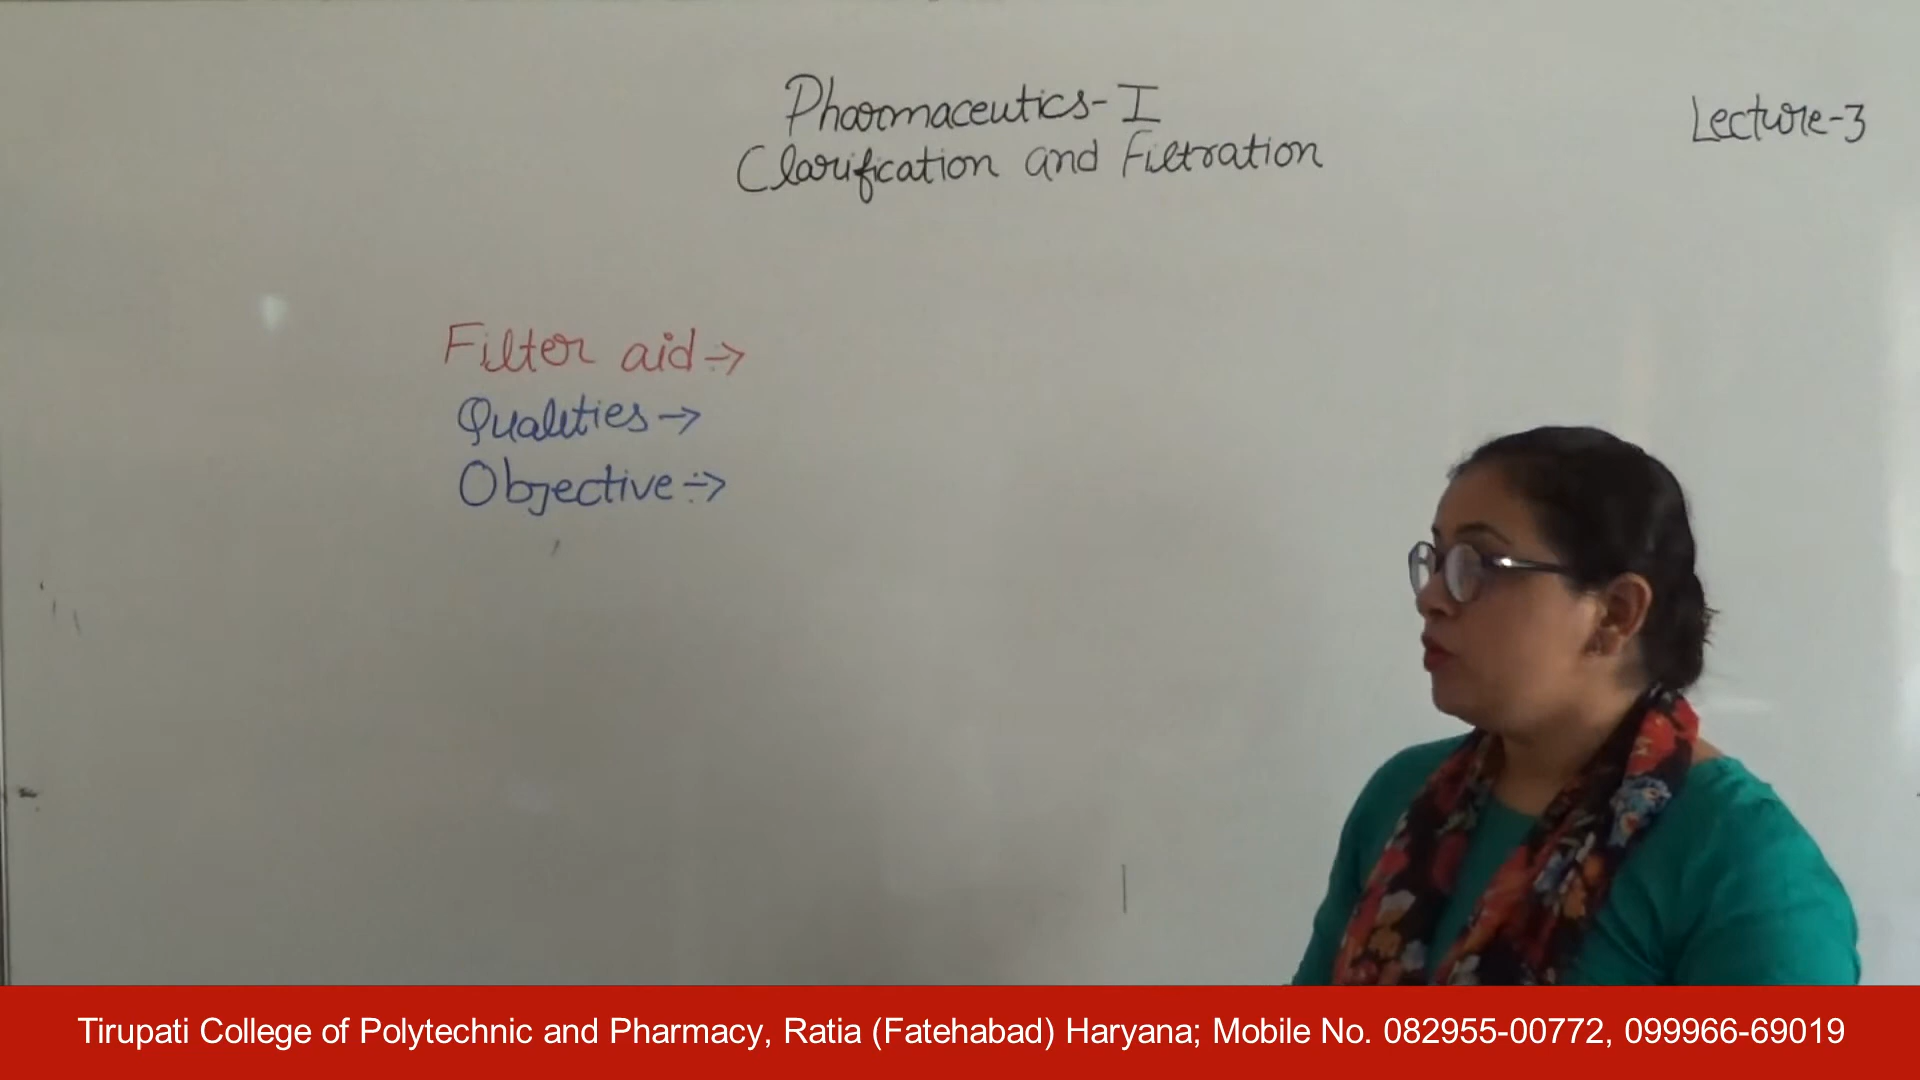 Pharmaceutics-I
Lecture-3
Clarification and Filtration
Filter aid :->
Qualities ->
Objective :->
Tirupati College of Polytechnic and Pharmacy, Ratia (Fatehabad) Haryana; Mobile No. 082955-00772, 099966-69019